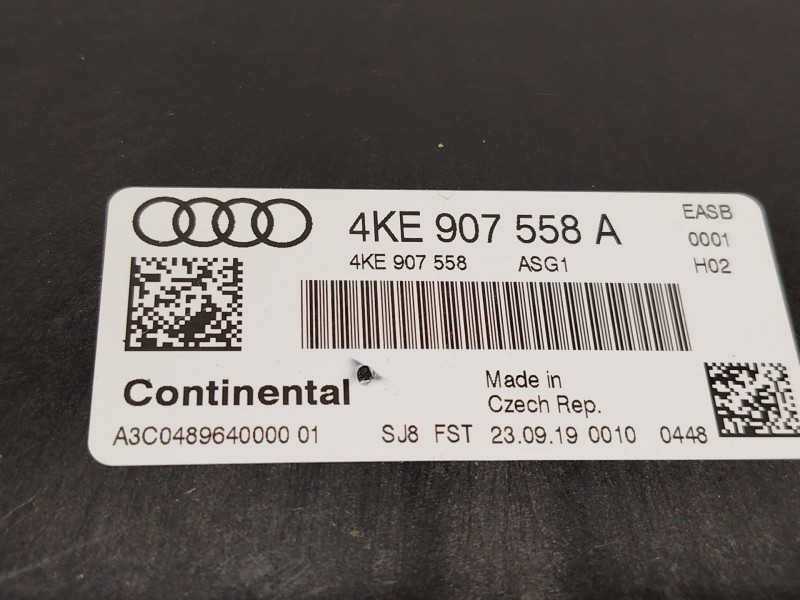 4KE 907 558 A
EASB
0001
H02
4KE 907 558 ASG1
Continental
Made in
Czech Rep.
A3C0489640000 01 SJ8 FST 23.09.19 0010 0448